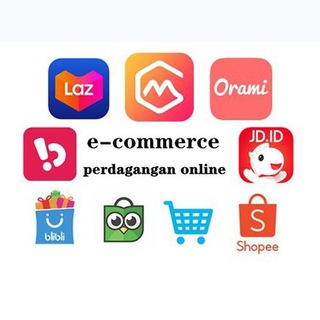 Laz
Orami
e-commerce
JD.ID
perdagangan online
blibli
S
Shopee